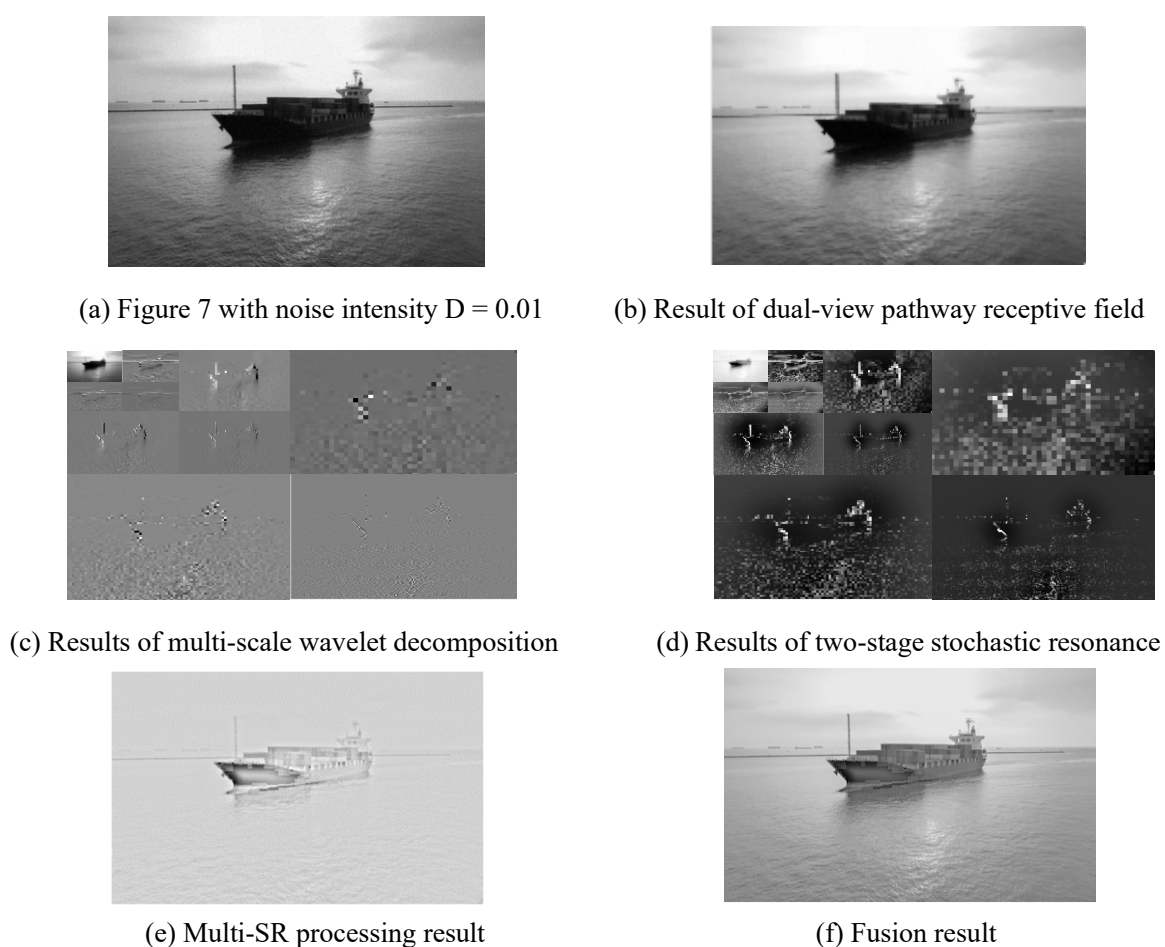 (a) Figure 7 with noise intensity D = 0.01
(b) Result of dual-view pathway receptive field
(c) Results of multi-scale wavelet decomposition
(d) Results of two-stage stochastic resonance
(e) Multi-SR processing result
(f) Fusion result